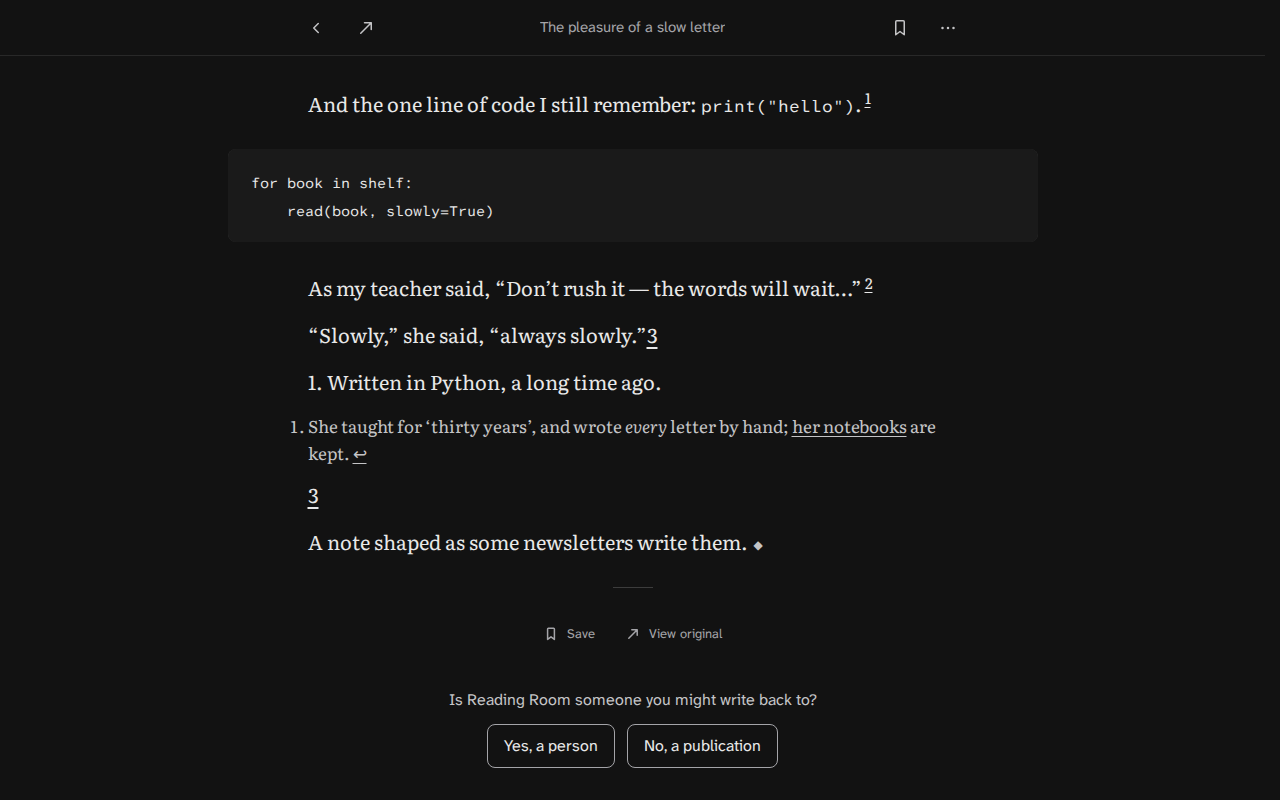 The pleasure of a slow letter
And the one line of code I still remember: print("hello").1
for book in shelf:
    read(book, slowly=True)
As my teacher said, “Don’t rush it — the words will wait…” 2
“Slowly,” she said, “always slowly.”3
1. Written in Python, a long time ago.
1. She taught for ‘thirty years’, and wrote every letter by hand; her notebooks are
kept. ↩
3
A note shaped as some newsletters write them. ◆
Save View original
Is Reading Room someone you might write back to?
Yes, a person No, a publication